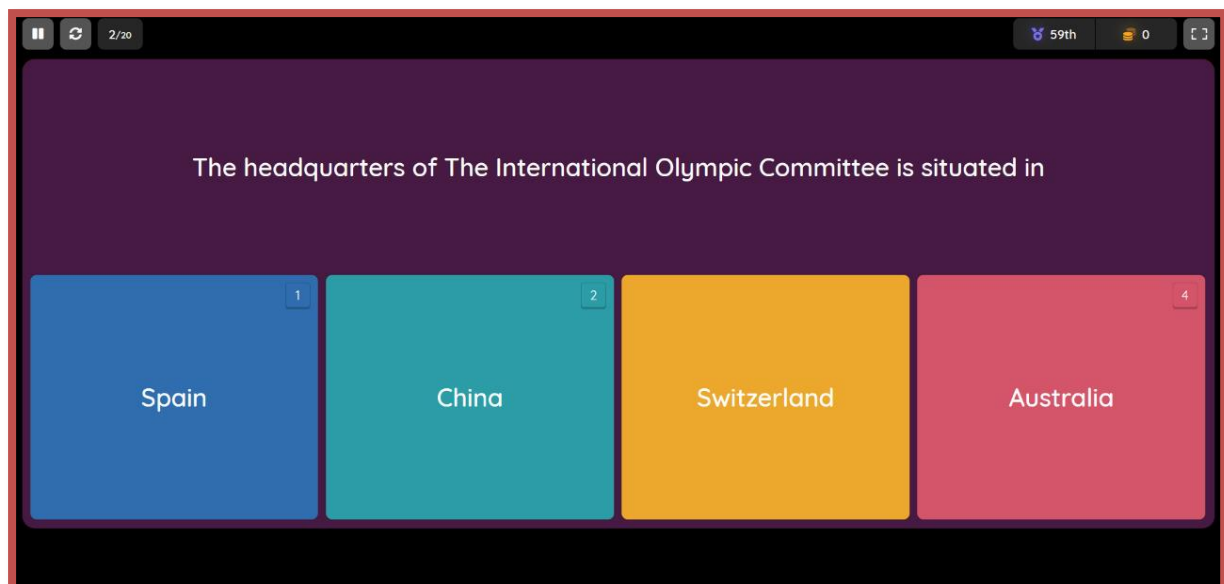 2/20
59th
0
The headquarters of The International Olympic Committee is situated in
1
2
4
Spain
China
Switzerland
Australia